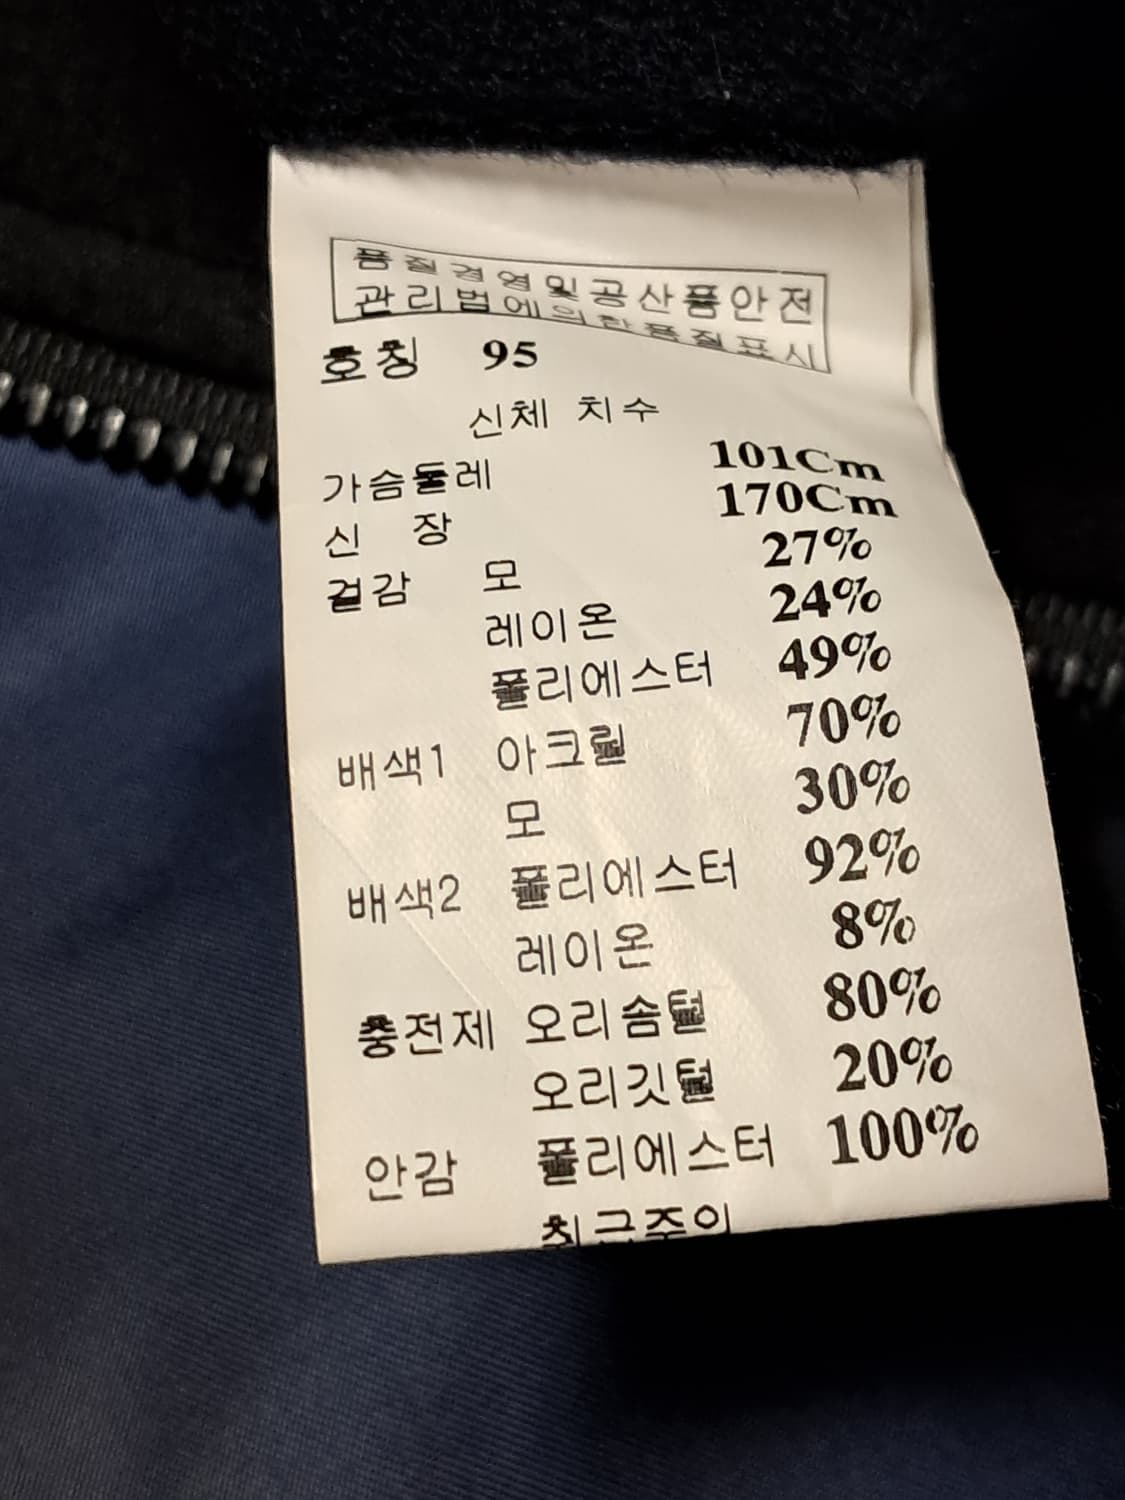 품질경영및공산품안전
관리법에의한품질표시
호칭 95
신체 치수
가슴둘레 101Cm
신 장 170Cm
겉감 모 27%
레이온 24%
폴리에스터 49%
배색1 아크릴 70%
모 30%
배색2 폴리에스터 92%
레이온 8%
충전제 오리솜털 80%
오리깃털 20%
안감 폴리에스터 100%
취급주의